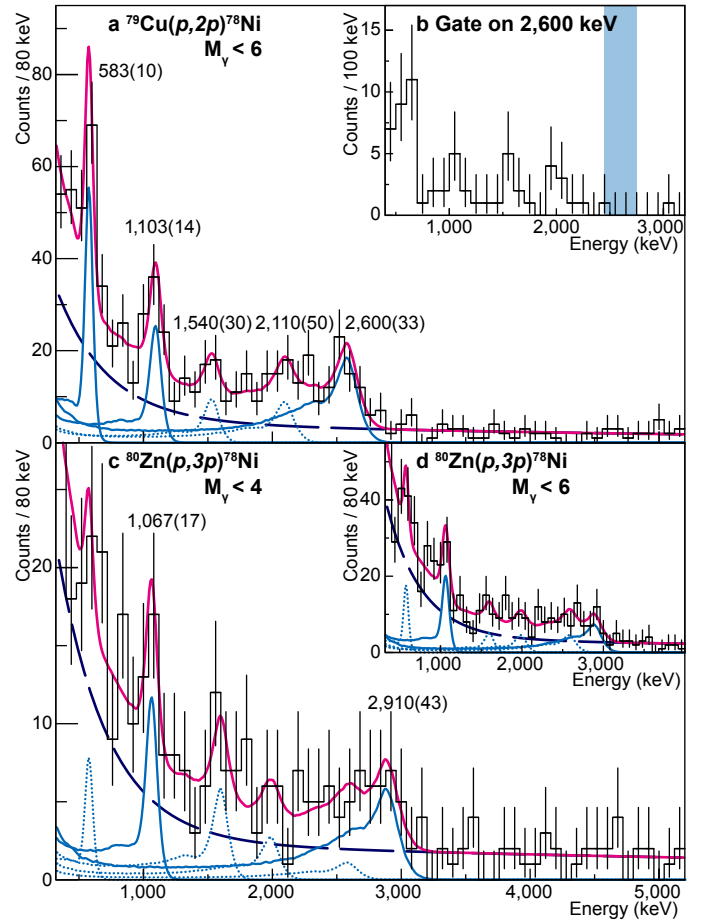 a ⁷⁹Cu(p,2p)⁷⁸Ni
Mγ < 6
Counts / 80 keV
80
60
40
20
0
583(10)
1,103(14)
1,540(30)
2,110(50)
2,600(33)
b Gate on 2,600 keV
Counts / 100 keV
15
10
5
0
1,000
2,000
3,000
Energy (keV)
c ⁸⁰Zn(p,3p)⁷⁸Ni
Mγ < 4
Counts / 80 keV
20
10
0
1,067(17)
2,910(43)
1,000
2,000
3,000
4,000
5,000
Energy (keV)
d ⁸⁰Zn(p,3p)⁷⁸Ni
Mγ < 6
Counts / 80 keV
40
20
0
1,000
2,000
3,000
Energy (keV)